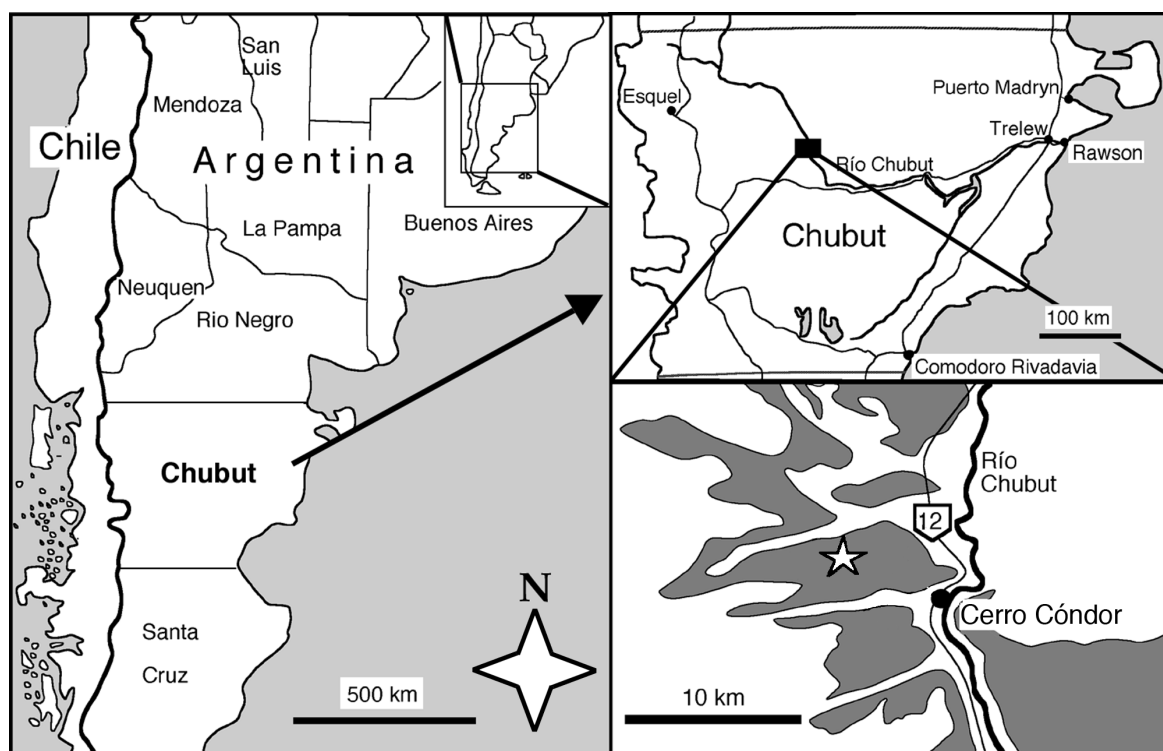 San
Luis
Mendoza
Chile
Argentina
La Pampa
Buenos Aires
Neuquen
Rio Negro
Chubut
Santa
Cruz
N
500 km
Esquel
Puerto Madryn
Trelew
Rawson
Río Chubut
Chubut
100 km
Comodoro Rivadavia
Río
Chubut
12
Cerro Cóndor
10 km